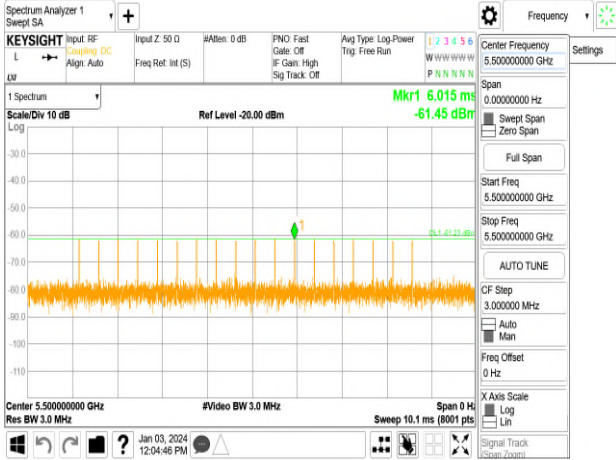 Spectrum Analyzer 1
Swept SA
+
Frequency
KEYSIGHT
Input: RF
Coupling: DC
Align: Auto
Input Z: 50 Ω
Freq Ref: Int (S)
#Atten: 0 dB
PNO: Fast
Gate: Off
IF Gain: High
Sig Track: Off
Avg Type: Log-Power
Trig: Free Run
1 2 3 4 5 6
W W W W W W
P N N N N N
L
LXI
1 Spectrum
Scale/Div 10 dB
Ref Level -20.00 dBm
Mkr1 6.015 ms
-61.45 dBm
Log
-30.0
-40.0
-50.0
-60.0
-70.0
-80.0
-90.0
-100
-110
1
DL1 -61.23 dBm
Center 5.500000000 GHz
Res BW 3.0 MHz
#Video BW 3.0 MHz
Span 0 Hz
Sweep 10.1 ms (8001 pts)
Jan 03, 2024
12:04:46 PM
?
Center Frequency
5.500000000 GHz
Settings
Span
0.00000000 Hz
Swept Span
Zero Span
Full Span
Start Freq
5.500000000 GHz
Stop Freq
5.500000000 GHz
AUTO TUNE
CF Step
3.000000 MHz
Auto
Man
Freq Offset
0 Hz
X Axis Scale
Log
Lin
Signal Track
(Span Zoom)